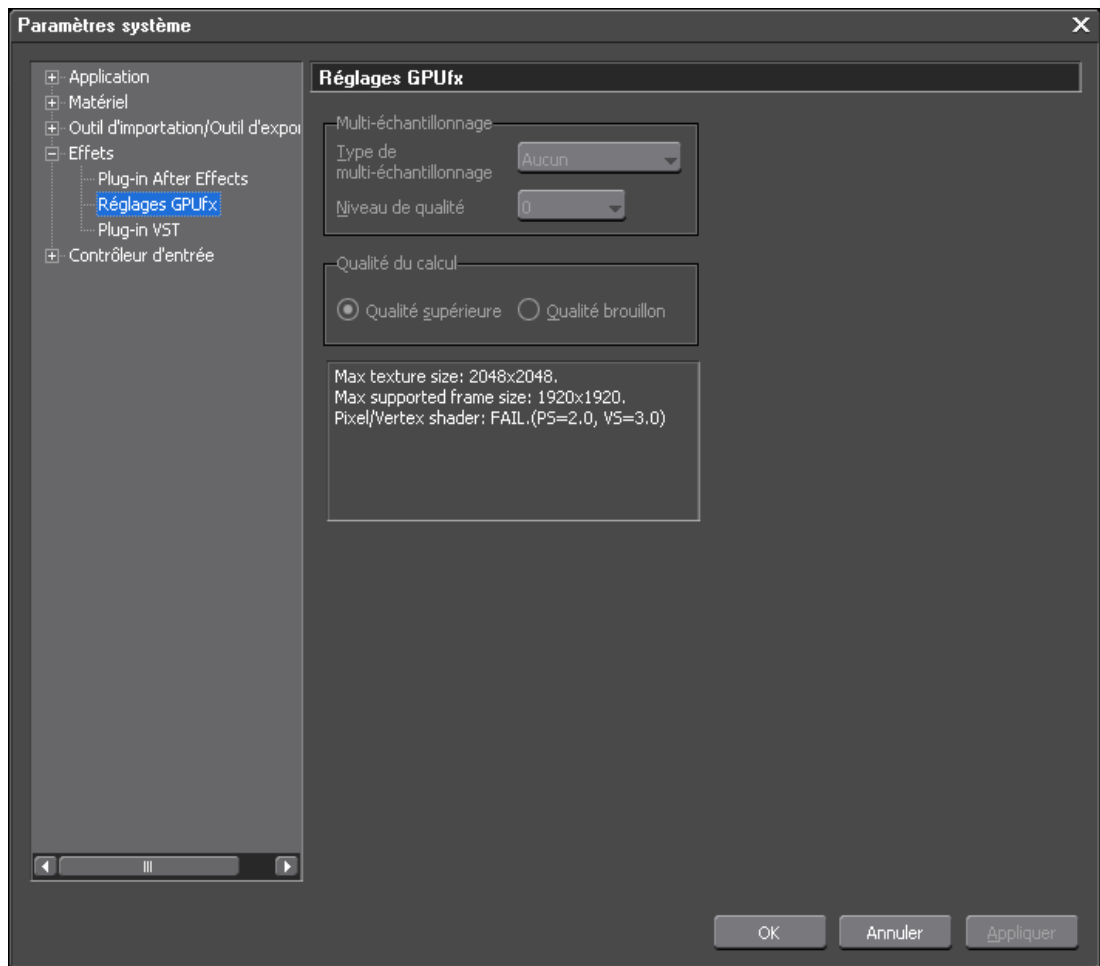 Paramètres système
Application
Matériel
Outil d'importation/Outil d'expor
Effets
Plug-in After Effects
Réglages GPUfx
Plug-in VST
Contrôleur d'entrée
Réglages GPUfx
Multi-échantillonnage
Type de
multi-échantillonnage
Aucun
Niveau de qualité
0
Qualité du calcul
Qualité supérieure
Qualité brouillon
Max texture size: 2048x2048.
Max supported frame size: 1920x1920.
Pixel/Vertex shader: FAIL.(PS=2.0, VS=3.0)
OK
Annuler
Appliquer